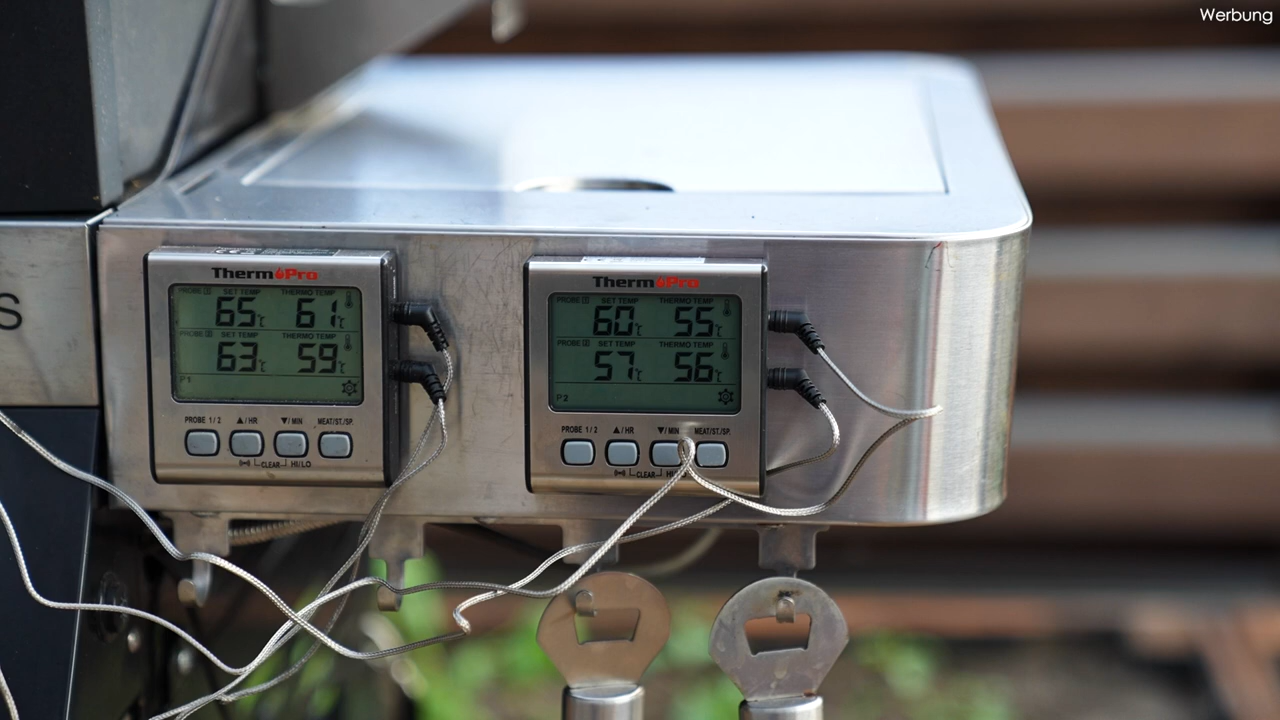 Werbung
S
ThermoPro
PROBE 1 SET TEMP THERMO TEMP
65°C 61°C
PROBE 2 SET TEMP THERMO TEMP
63°C 59°C
P1
PROBE 1/2 ▲/HR ▼/MIN MEAT/ST./SP.
CLEAR HI/LO
ThermoPro
PROBE 1 SET TEMP THERMO TEMP
60°C 55°C
PROBE 2 SET TEMP THERMO TEMP
57°C 56°C
P2
PROBE 1/2 ▲/HR ▼/MIN MEAT/ST./SP.
CLEAR